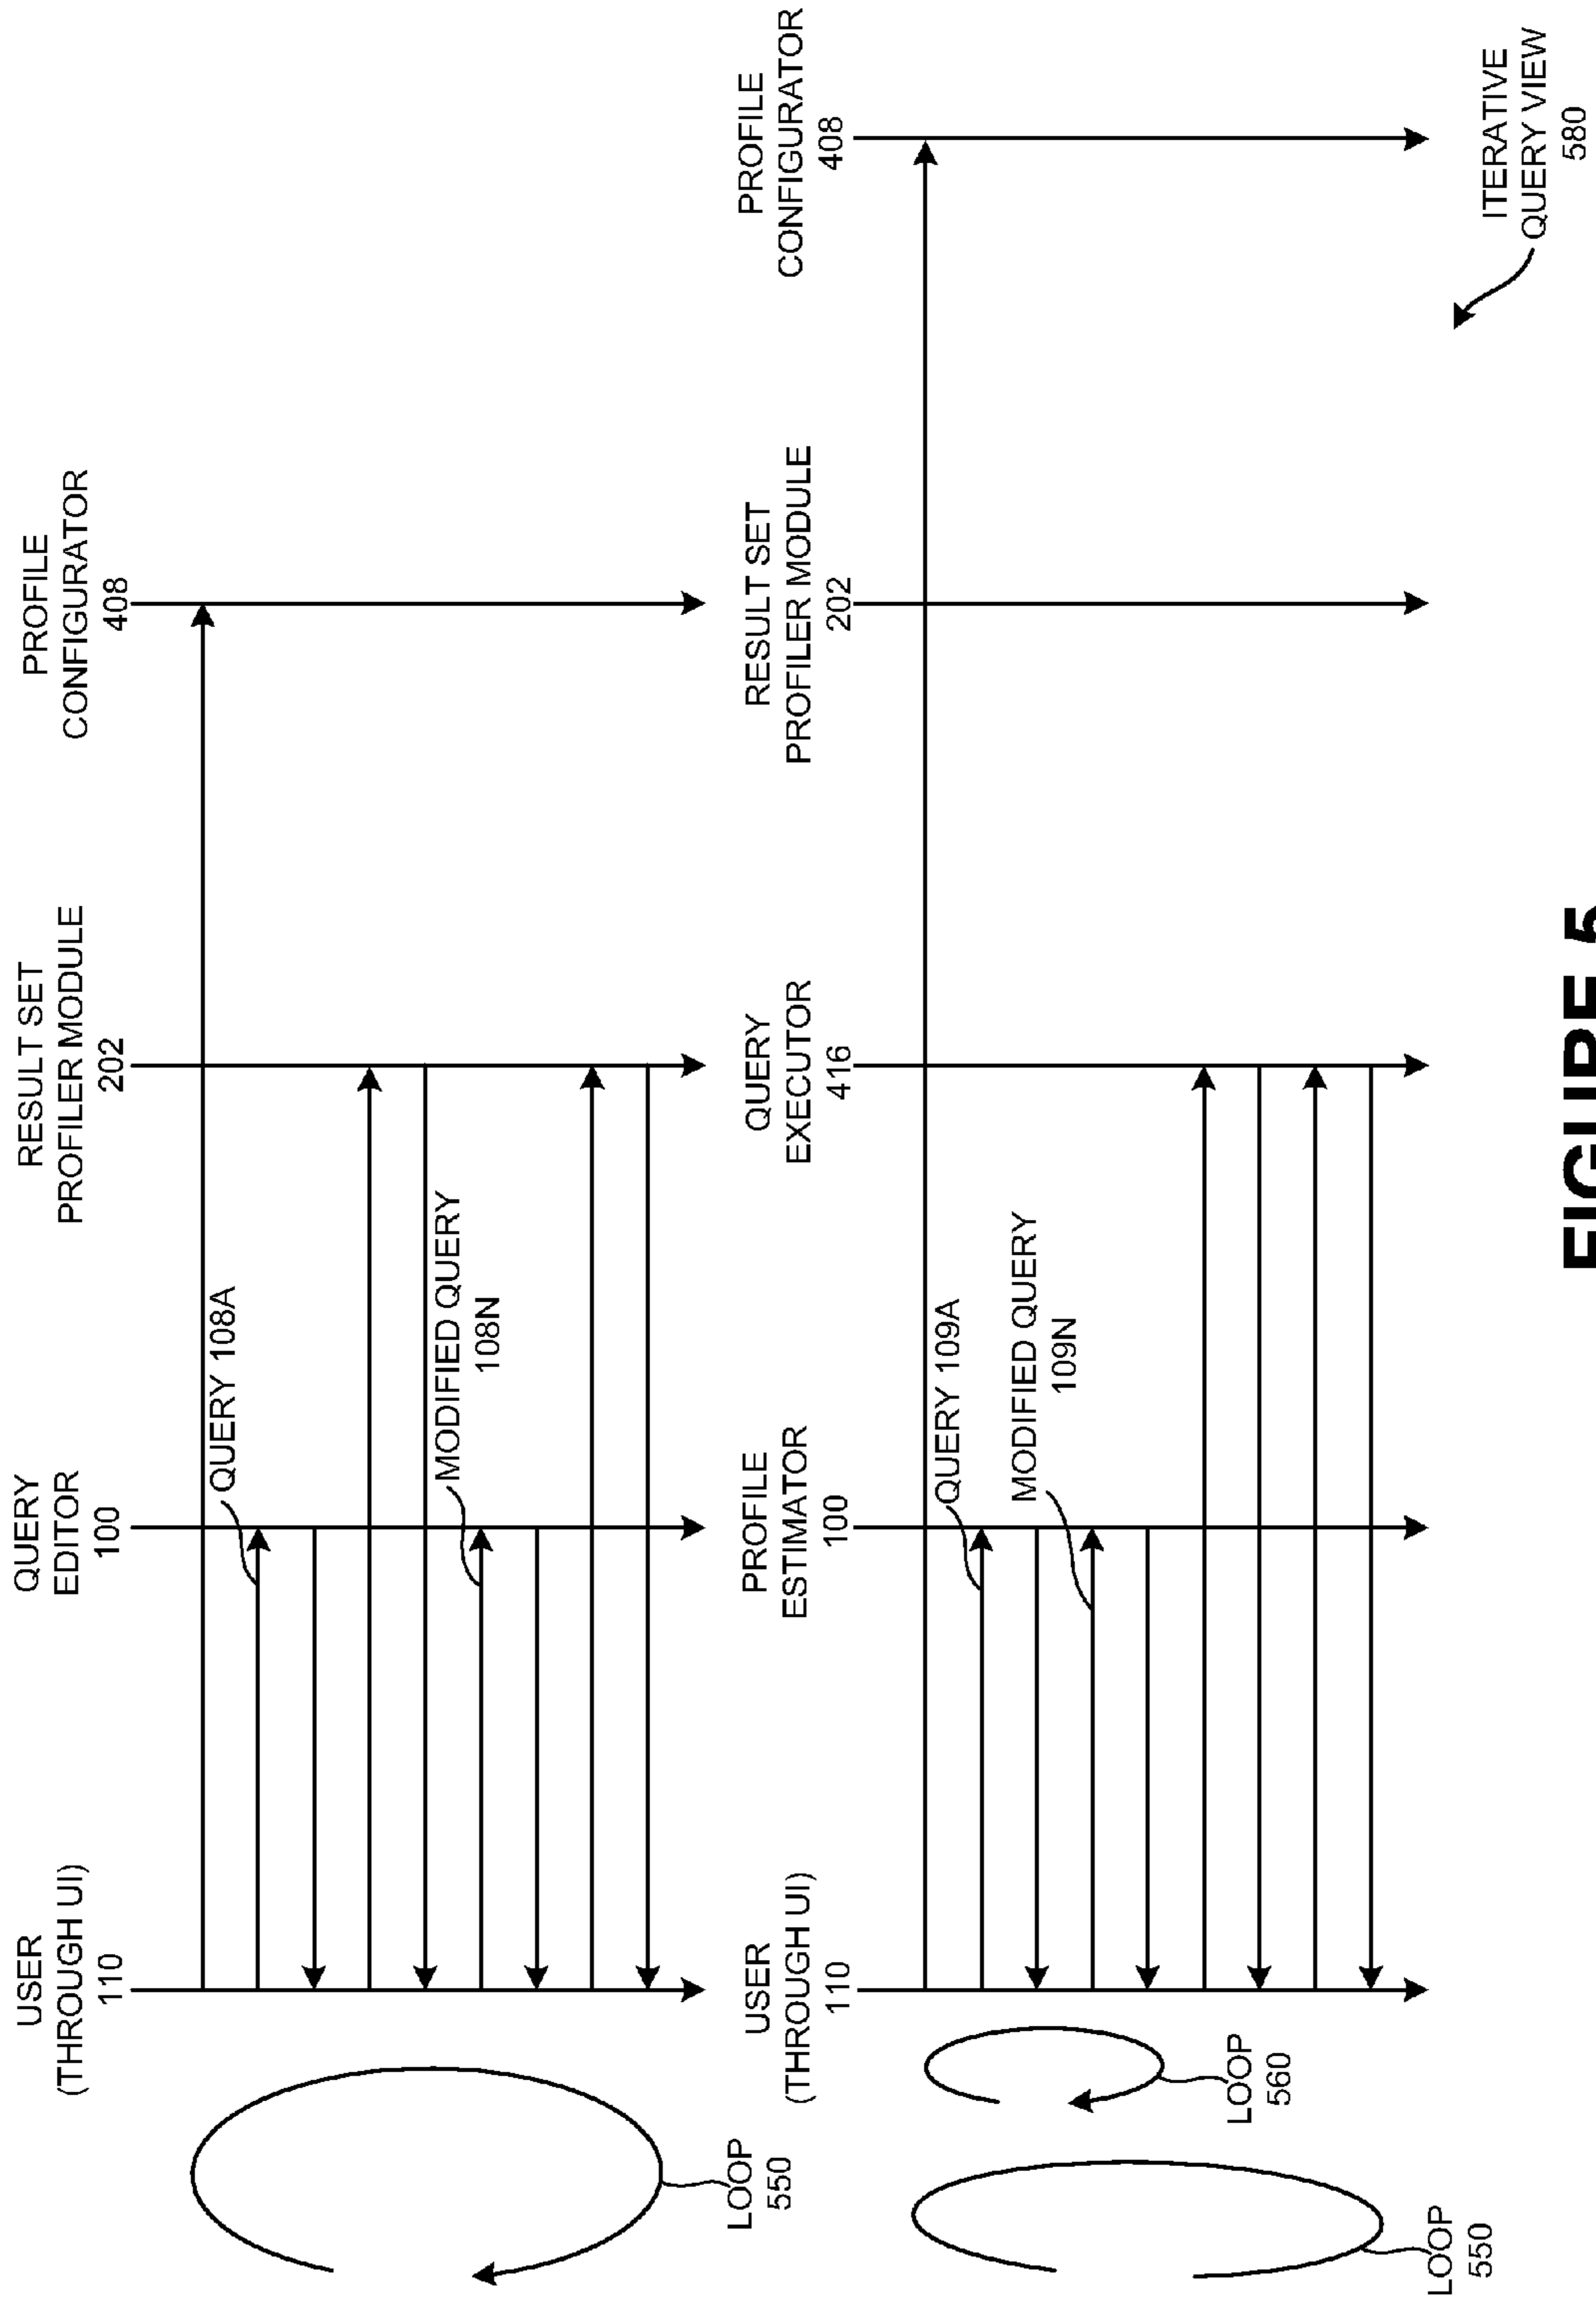 USER
(THROUGH UI)
110
QUERY
EDITOR
100
RESULT SET
PROFILER MODULE
202
PROFILE
CONFIGURATOR
408
QUERY 108A
MODIFIED QUERY
108N
LOOP
550
USER
(THROUGH UI)
110
PROFILE
ESTIMATOR
100
QUERY
EXECUTOR
416
RESULT SET
PROFILER MODULE
202
PROFILE
CONFIGURATOR
408
QUERY 109A
MODIFIED QUERY
109N
LOOP
560
LOOP
550
ITERATIVE
QUERY VIEW
580
FIGURE 5